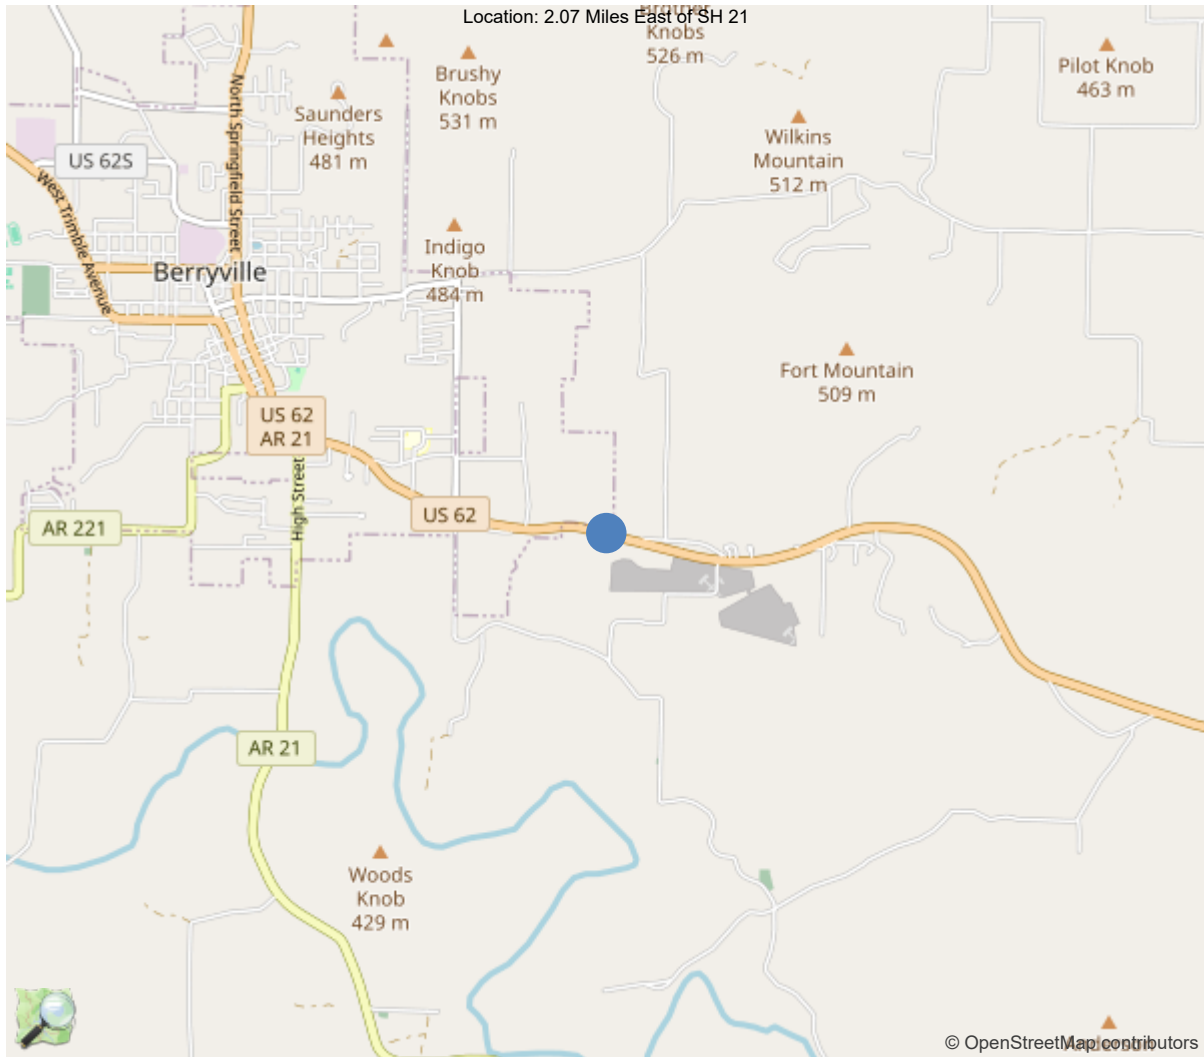 Location: 2.07 Miles East of SH 21
Brother
Knobs
526 m
Pilot Knob
463 m
Brushy
Knobs
531 m
Saunders
Heights
481 m
Wilkins
Mountain
512 m
North Springfield Street
US 62S
West Trimble Avenue
Indigo
Knob
484 m
Berryville
Fort Mountain
509 m
US 62
AR 21
High Street
US 62
AR 221
AR 21
Woods
Knob
429 m
Anderson
© OpenStreetMap contributors